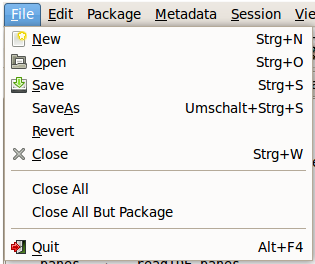 File Edit Package Metadata Session
New Strg+N
Open Strg+O
Save Strg+S
SaveAs Umschalt+Strg+S
Revert
Close Strg+W
Close All
Close All But Package
Quit Alt+F4